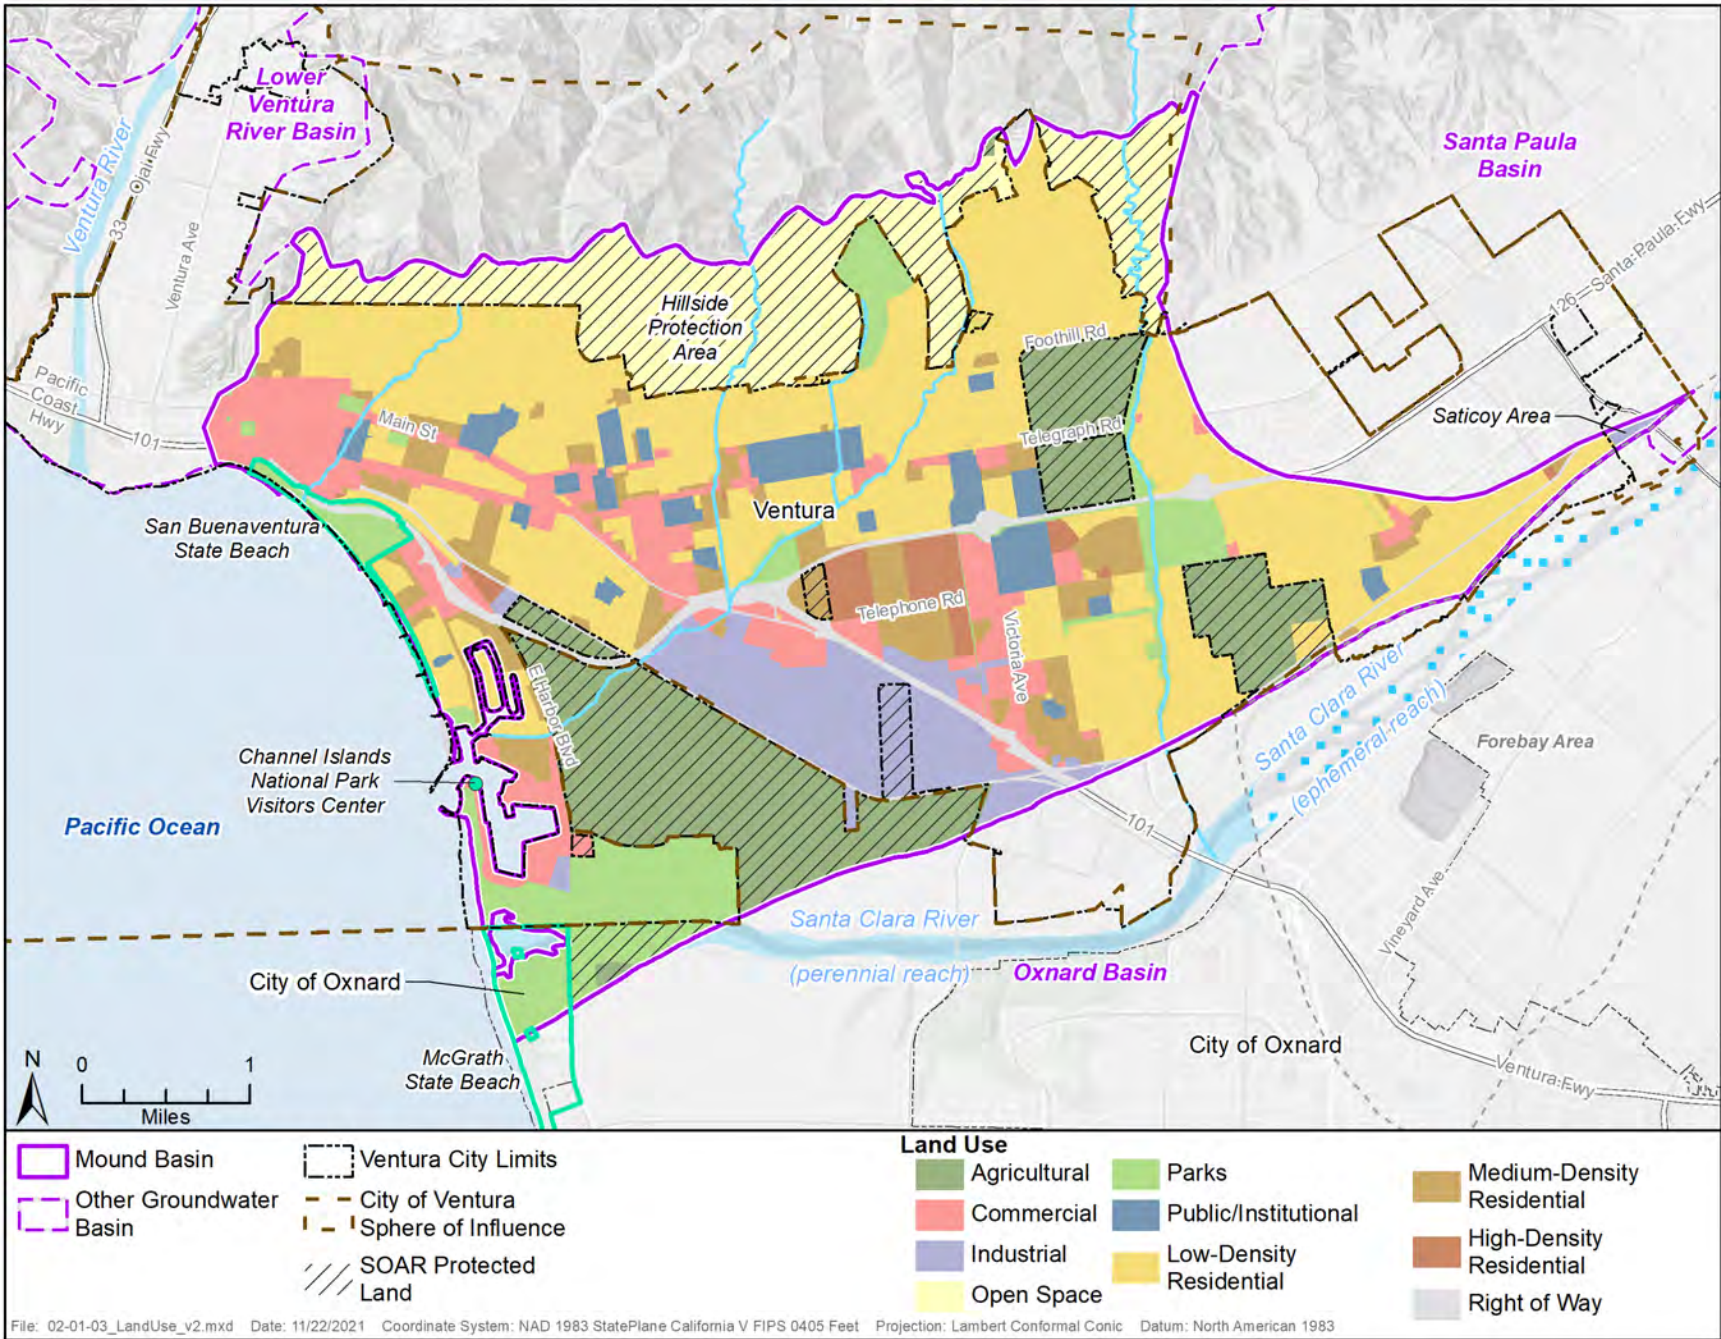 Lower
Ventura
River Basin
Santa Paula
Basin
Ventura River
33
Ojai Fwy
Ventura Ave
126
Santa Paula Fwy
Hillside
Protection
Area
Foothill Rd
Pacific
Coast
Hwy
101
Main St
Telegraph Rd
Saticoy Area
Ventura
San Buenaventura
State Beach
Telephone Rd
Victoria Ave
E Harbor Blvd
Santa Clara River
(ephemeral reach)
Forebay Area
Channel Islands
National Park
Visitors Center
Pacific Ocean
101
Vineyard Ave
Santa Clara River
(perennial reach)
Oxnard Basin
City of Oxnard
City of Oxnard
McGrath
State Beach
Ventura Fwy
N
0 1
Miles
Mound Basin
Other Groundwater
Basin
Ventura City Limits
City of Ventura
Sphere of Influence
SOAR Protected
Land
Land Use
Agricultural
Commercial
Industrial
Open Space
Parks
Public/Institutional
Low-Density
Residential
Medium-Density
Residential
High-Density
Residential
Right of Way
File: 02-01-03_LandUse_v2.mxd Date: 11/22/2021 Coordinate System: NAD 1983 StatePlane California V FIPS 0405 Feet Projection: Lambert Conformal Conic Datum: North American 1983